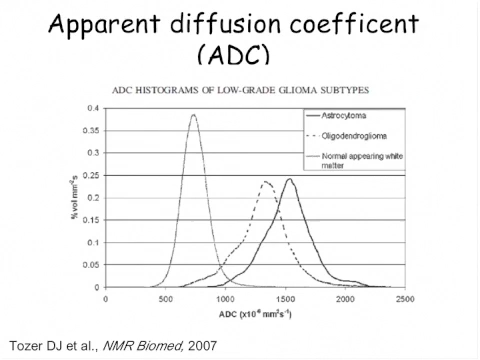 Apparent diffusion coefficent
(ADC)
ADC HISTOGRAMS OF LOW-GRADE GLIOMA SUBTYPES
0.4
0.35
0.3
0.25
0.2
0.15
0.1
0.05
0
% vol mm⁻²s
Astrocytoma
Oligodendroglioma
Normal appearing white
matter
0
500
1000
1500
2000
2500
ADC (x10⁻⁶ mm²s⁻¹)
Tozer DJ et al., NMR Biomed, 2007